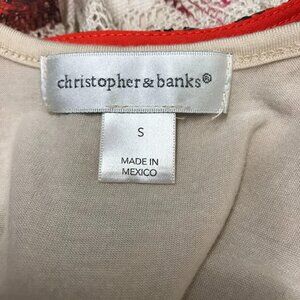 christopher & banks®
S
MADE IN
MEXICO